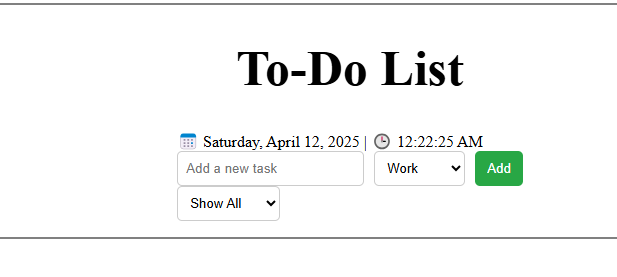 To-Do List
Saturday, April 12, 2025 | 12:22:25 AM
Add a new task Work Add
Show All